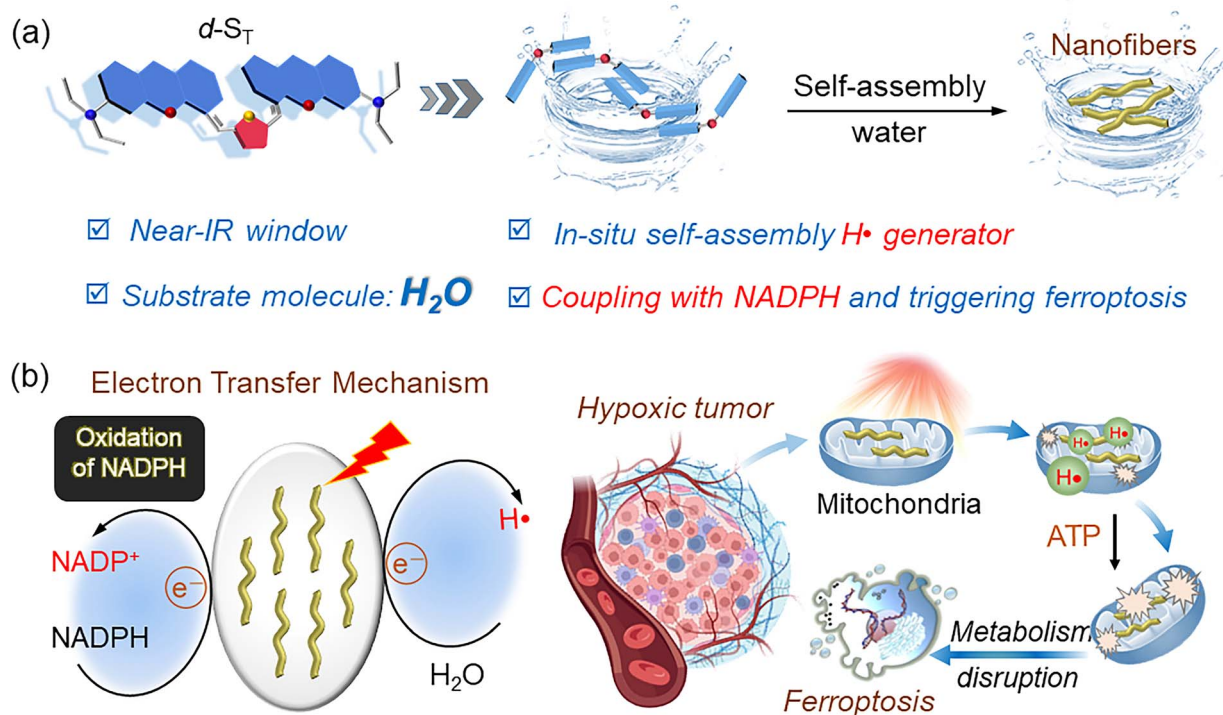 (a)
d-S_T
Self-assembly
water
Nanofibers
☑ Near-IR window
☑ In-situ self-assembly H• generator
☑ Substrate molecule: H₂O
☑ Coupling with NADPH and triggering ferroptosis
(b)
Electron Transfer Mechanism
Oxidation
of NADPH
NADP⁺
NADPH
e⁻
e⁻
H•
H₂O
Hypoxic tumor
Mitochondria
H•
H•
H•
ATP
Metabolism
disruption
Ferroptosis